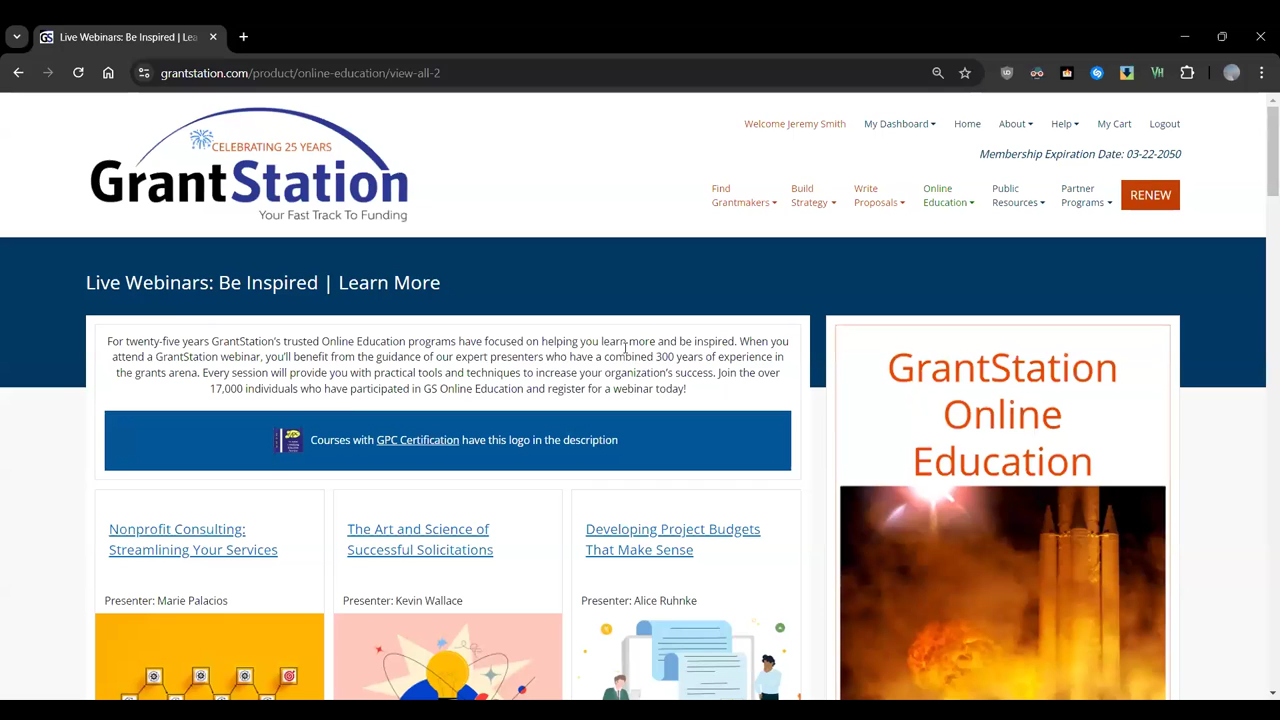 Live Webinars: Be Inspired | Lea
grantstation.com/product/online-education/view-all-2
CELEBRATING 25 YEARS
GrantStation
Your Fast Track To Funding
Welcome Jeremy Smith
My Dashboard
Home
About
Help
My Cart
Logout
Membership Expiration Date: 03-22-2050
Find
Grantmakers
Build
Strategy
Write
Proposals
Online
Education
Public
Resources
Partner
Programs
RENEW
Live Webinars: Be Inspired | Learn More
For twenty-five years GrantStation's trusted Online Education programs have focused on helping you learn more and be inspired. When you
attend a GrantStation webinar, you'll benefit from the guidance of our expert presenters who have a combined 300 years of experience in
the grants arena. Every session will provide you with practical tools and techniques to increase your organization's success. Join the over
17,000 individuals who have participated in GS Online Education and register for a webinar today!
Courses with GPC Certification have this logo in the description
Nonprofit Consulting:
Streamlining Your Services
Presenter: Marie Palacios
The Art and Science of
Successful Solicitations
Presenter: Kevin Wallace
Developing Project Budgets
That Make Sense
Presenter: Alice Ruhnke
GrantStation
Online
Education